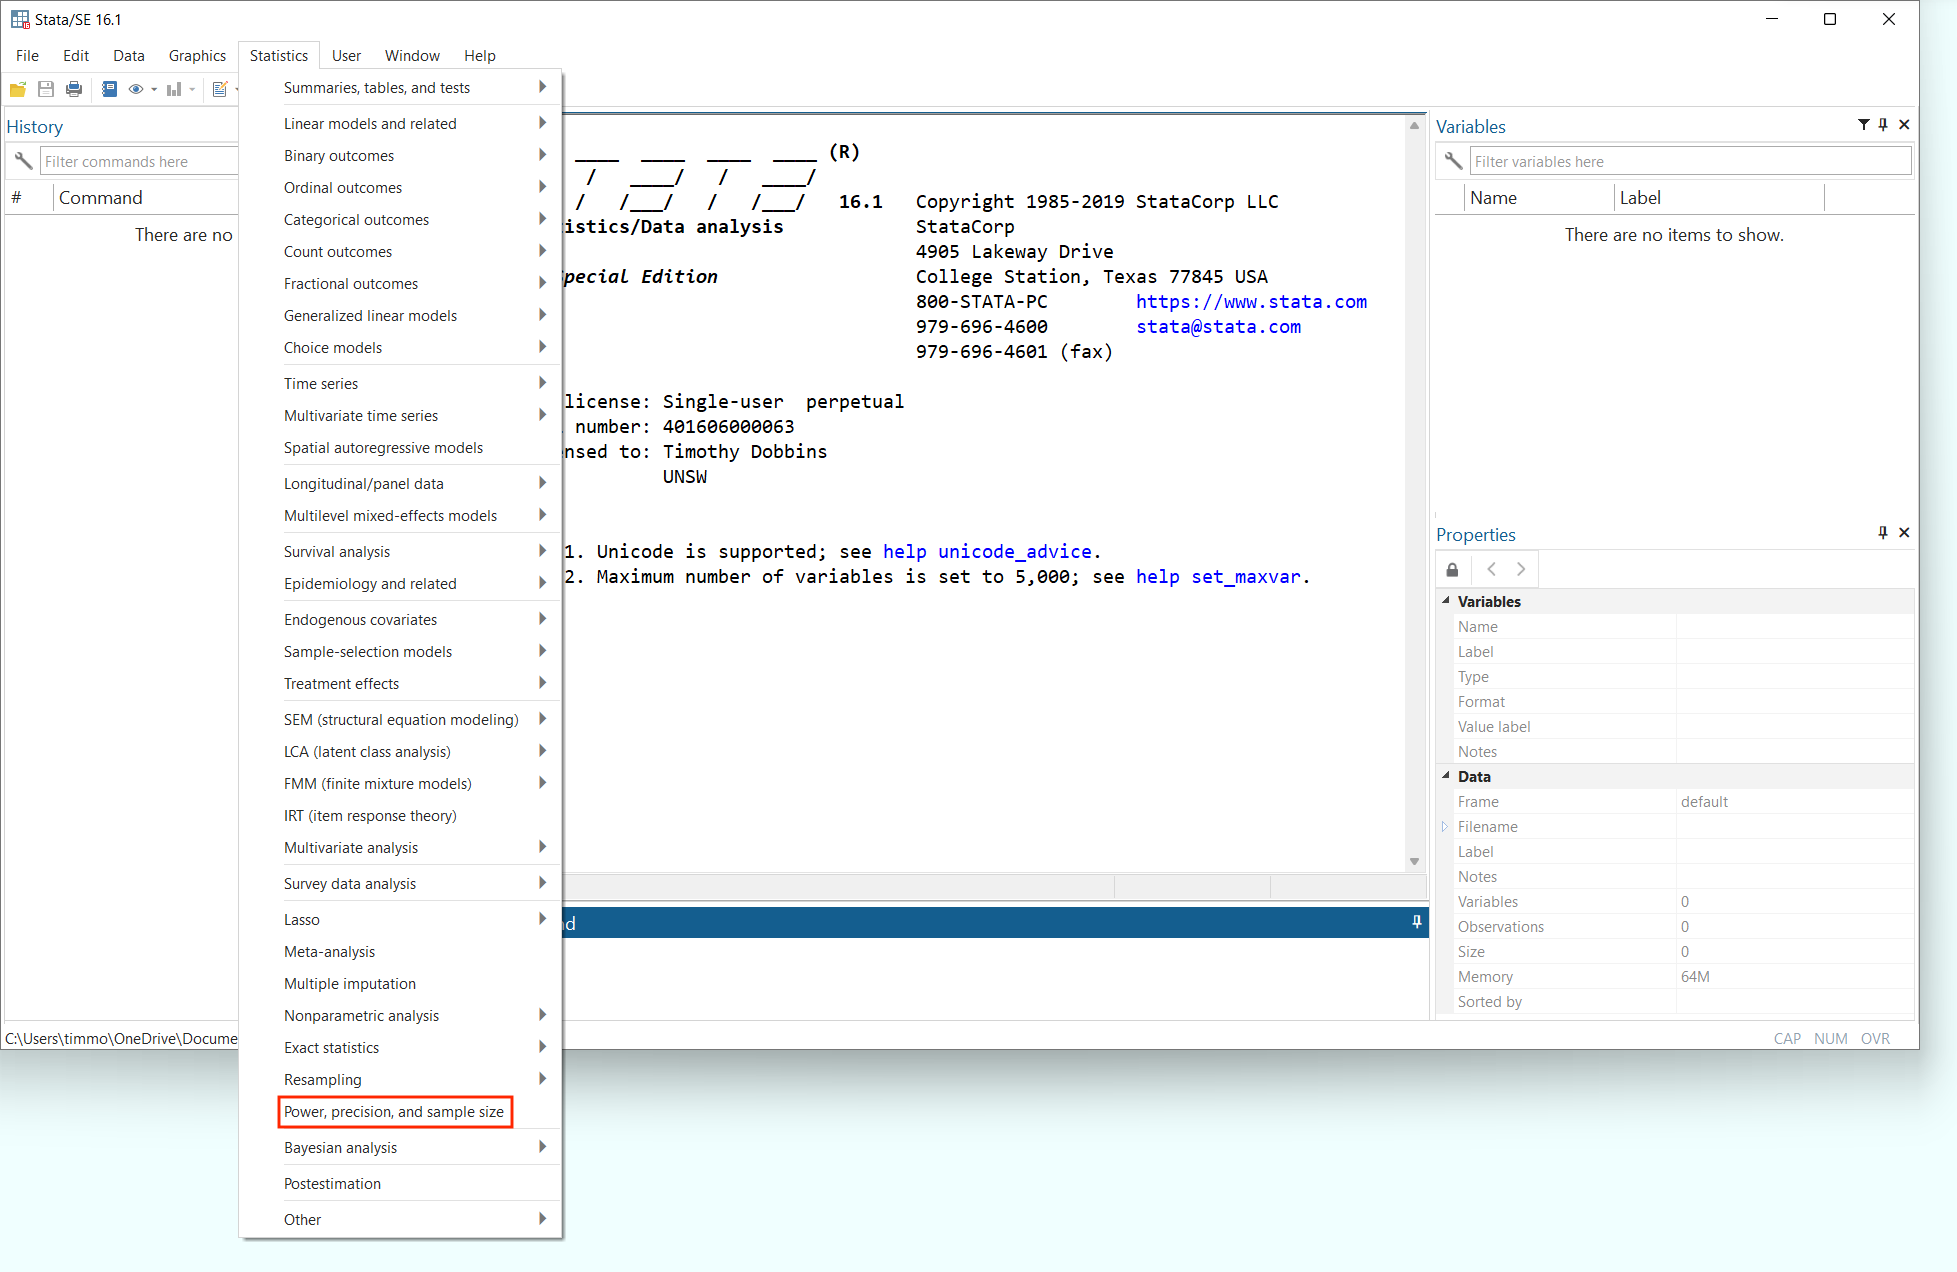 Stata/SE 16.1
File Edit Data Graphics Statistics User Window Help
History
Filter commands here
# Command
There are no
Summaries, tables, and tests
Linear models and related
Binary outcomes
Ordinal outcomes
Categorical outcomes
Count outcomes
Fractional outcomes
Generalized linear models
Choice models
Time series
Multivariate time series
Spatial autoregressive models
Longitudinal/panel data
Multilevel mixed-effects models
Survival analysis
Epidemiology and related
Endogenous covariates
Sample-selection models
Treatment effects
SEM (structural equation modeling)
LCA (latent class analysis)
FMM (finite mixture models)
IRT (item response theory)
Multivariate analysis
Survey data analysis
Lasso
Meta-analysis
Multiple imputation
Nonparametric analysis
Exact statistics
Resampling
Power, precision, and sample size
Bayesian analysis
Postestimation
Other
(R)
16.1 Copyright 1985-2019 StataCorp LLC
istics/Data analysis StataCorp
4905 Lakeway Drive
pecial Edition College Station, Texas 77845 USA
800-STATA-PC https://www.stata.com
979-696-4600 stata@stata.com
979-696-4601 (fax)
license: Single-user perpetual
number: 401606000063
ensed to: Timothy Dobbins
UNSW
1. Unicode is supported; see help unicode_advice.
2. Maximum number of variables is set to 5,000; see help set_maxvar.
nd
Variables
Filter variables here
Name Label
There are no items to show.
Properties
Variables
Name
Label
Type
Format
Value label
Notes
Data
Frame default
Filename
Label
Notes
Variables 0
Observations 0
Size 0
Memory 64M
Sorted by
C:\Users\timmo\OneDrive\Docume
CAP NUM OVR